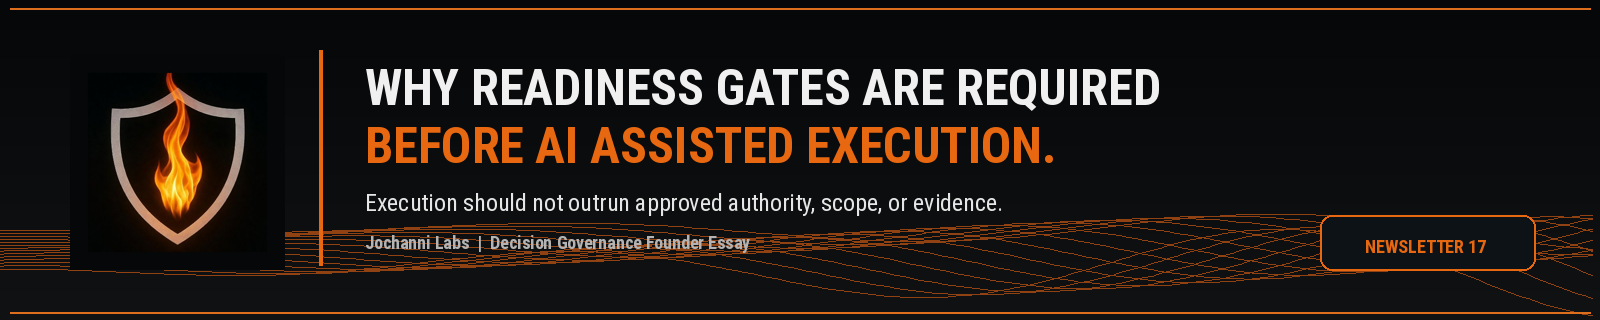 WHY READINESS GATES ARE REQUIRED
BEFORE AI ASSISTED EXECUTION.
Execution should not outrun approved authority, scope, or evidence.
Jochanni Labs | Decision Governance Founder Essay
NEWSLETTER 17